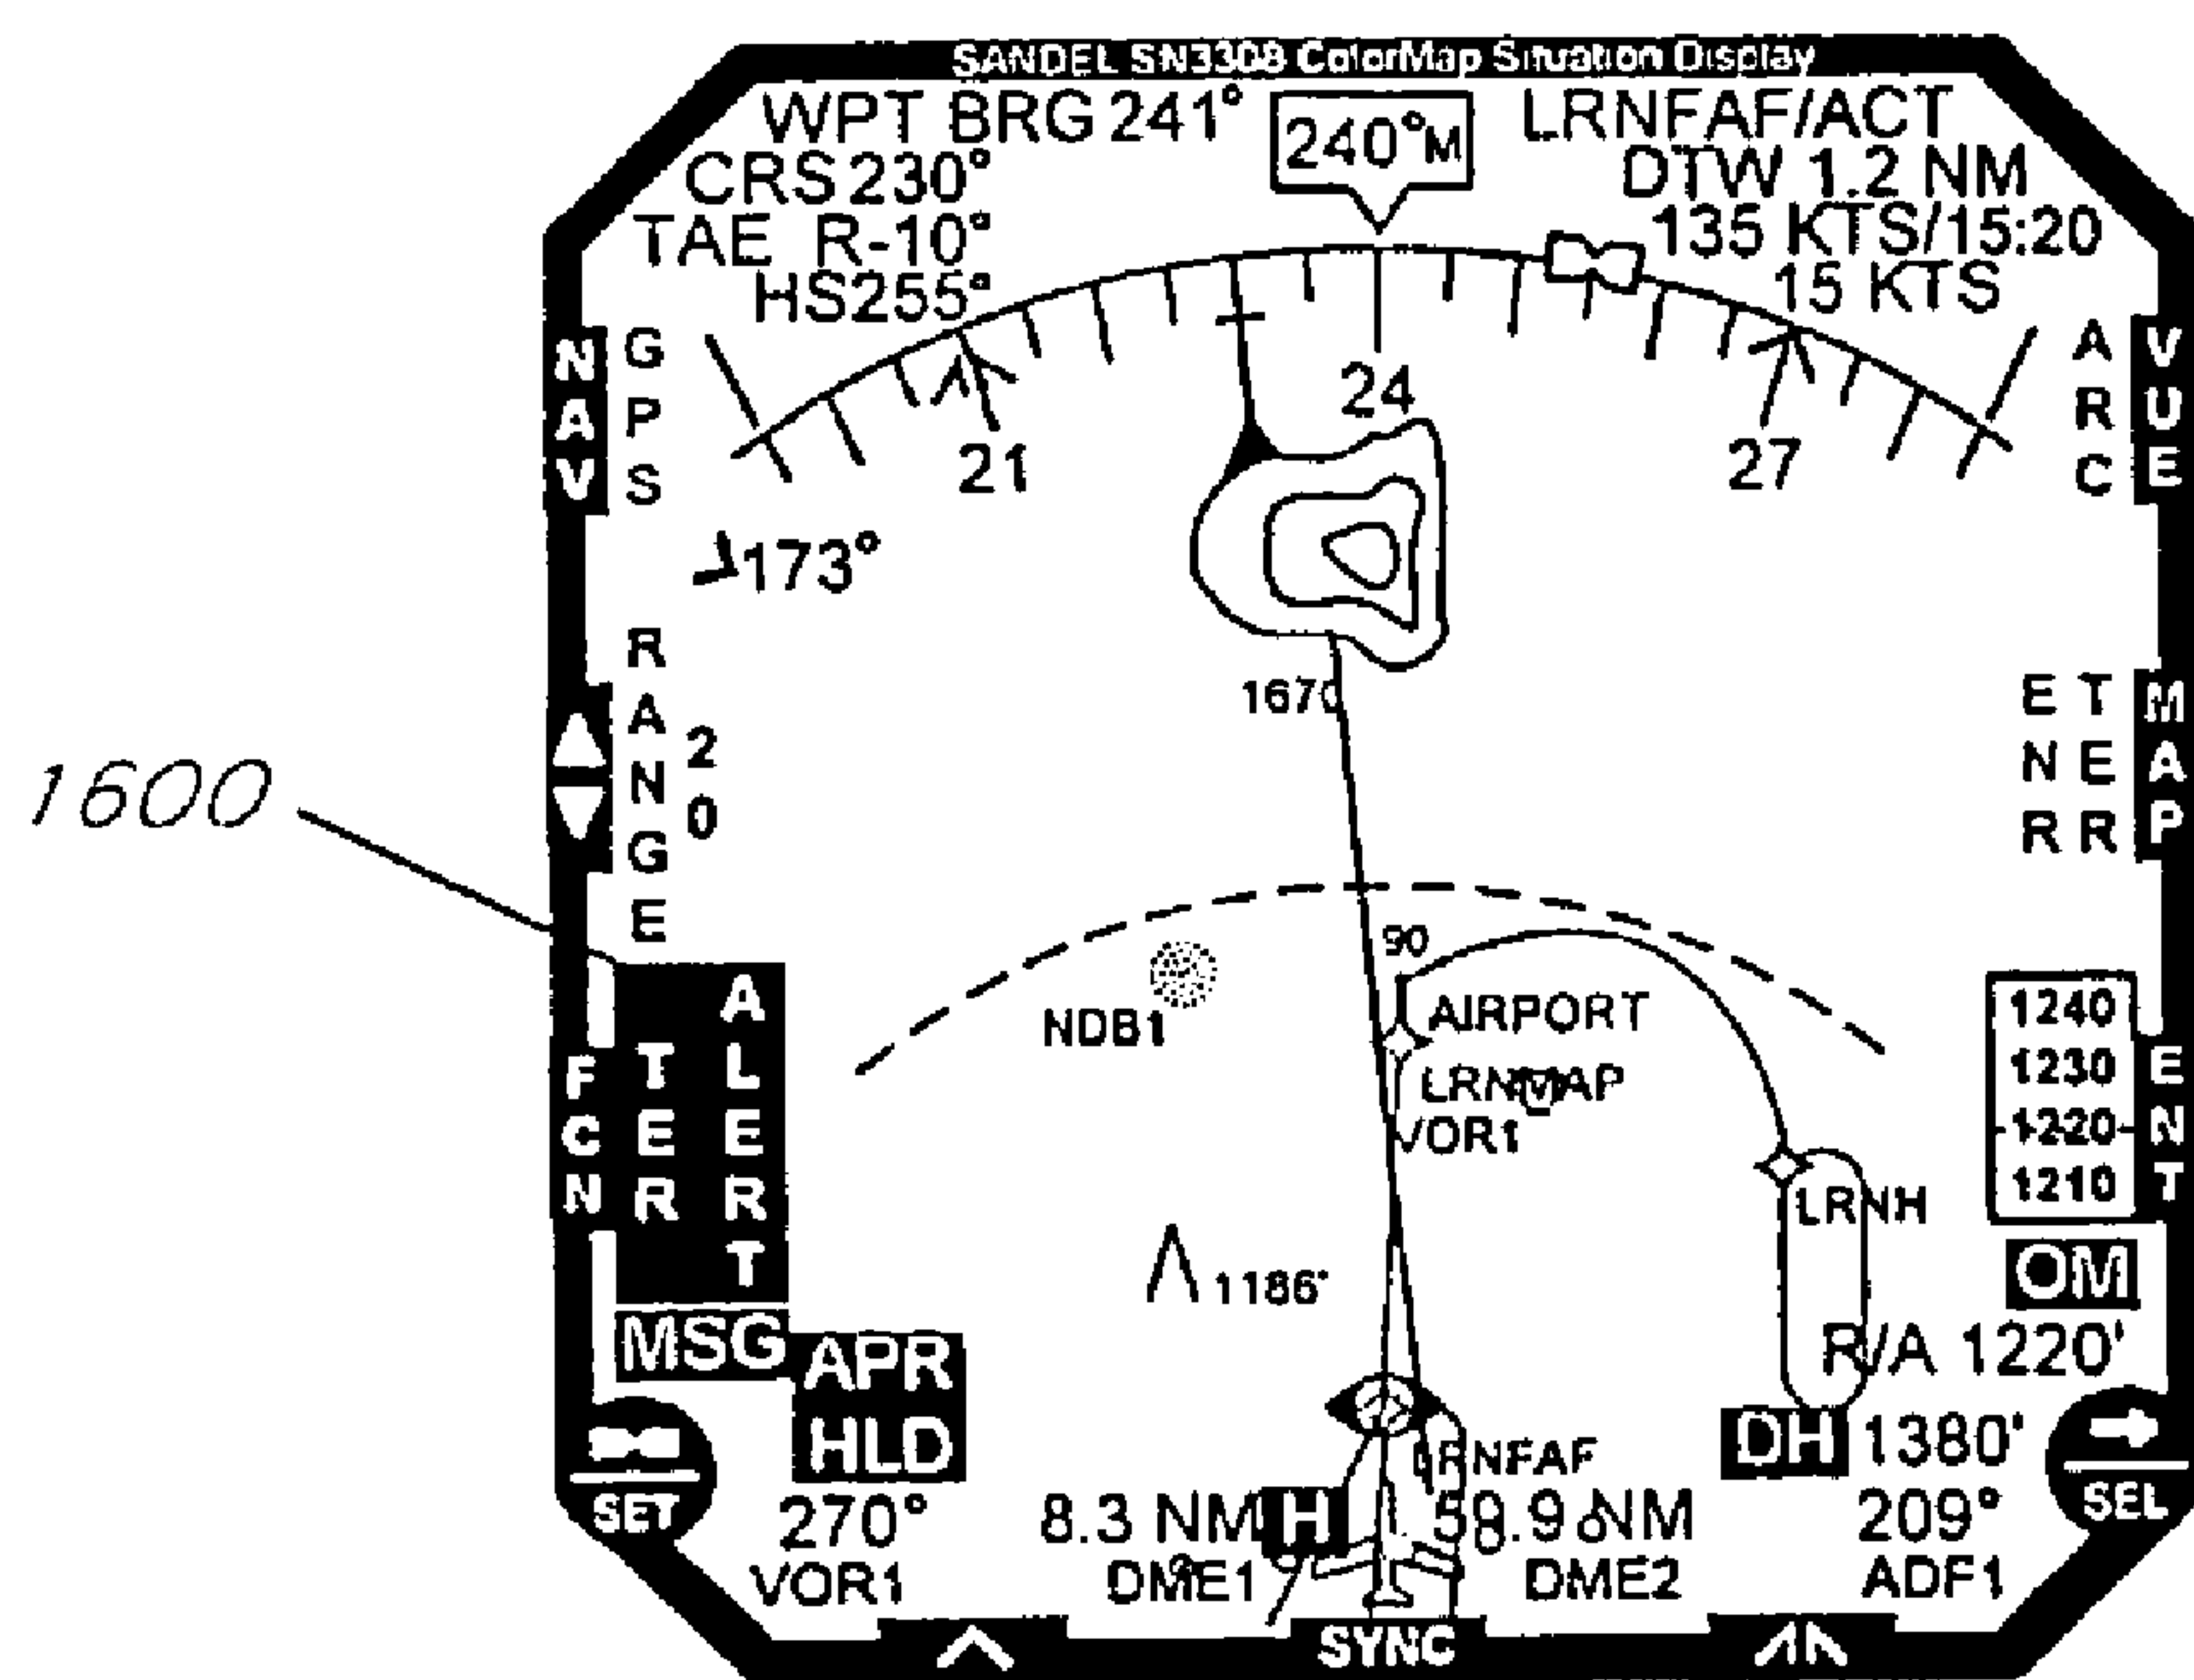 SANDEL SN3308 ColorMap Situation Display
WPT BRG 241°
240°M
LRNFAF/ACT
CRS 230°
DTW 1.2 NM
TAE R-10°
135 KTS/15:20
HS255°
15 KTS
NAV
GPS
ARC
VUE
24
21
27
173°
RANGE
20
1670
ENR
TER
MAP
1600
90
NDB1
AIRPORT
LRNMAP
VOR1
1240
1230
1220
1210
ENT
FCN
TER
ALERT
LRNH
1186'
OM
MSG
APR
HLD
R/A 1220'
DH 1380'
LRNFAF
SET
SEL
270°
8.3 NM
H
58.9 NM
209°
VOR1
DME1
DME2
ADF1
SYNC